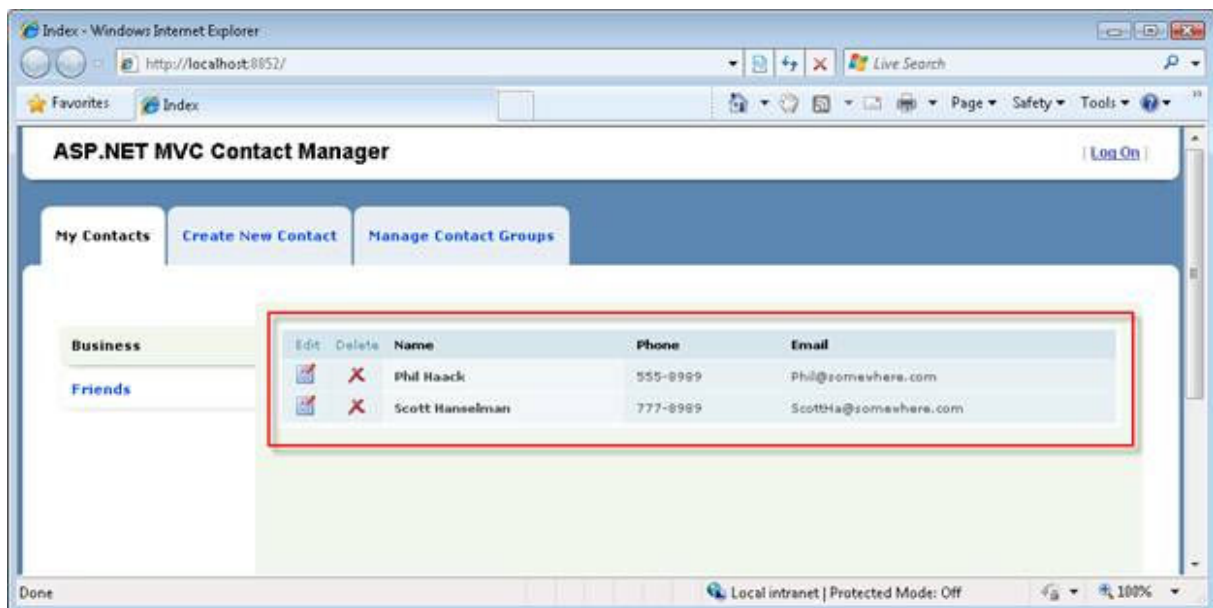 Index - Windows Internet Explorer
http://localhost:8852/
Live Search
Favorites Index Page Safety Tools
ASP.NET MVC Contact Manager | Log On |
My Contacts Create New Contact Manage Contact Groups
Business
Friends
Edit Delete Name Phone Email
Phil Haack 555-8989 Phil@somewhere.com
Scott Hanselman 777-8989 ScottHa@somewhere.com
Done Local intranet | Protected Mode: Off 100%